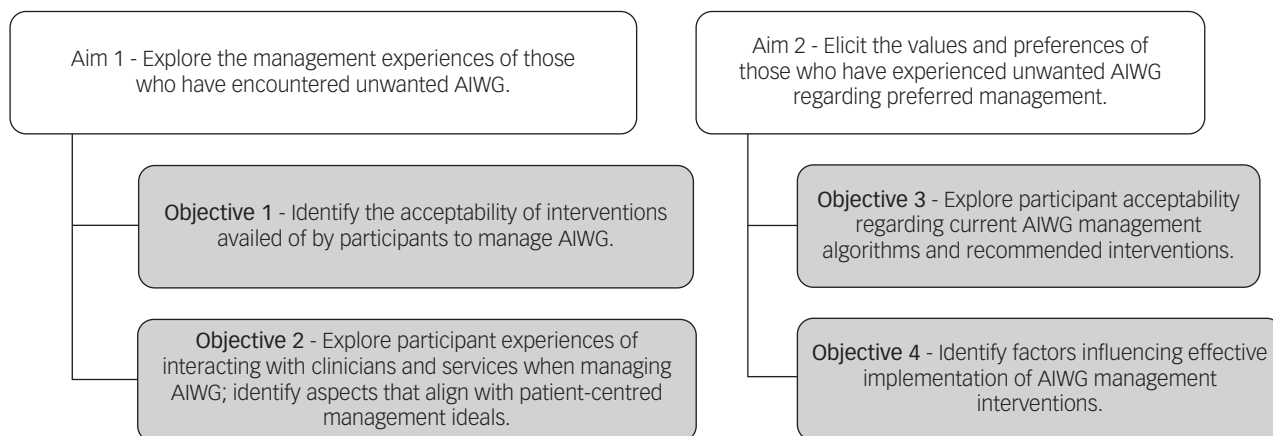 Aim 1 - Explore the management experiences of those
who have encountered unwanted AIWG.
Objective 1 - Identify the acceptability of interventions
availed of by participants to manage AIWG.
Objective 2 - Explore participant experiences of
interacting with clinicians and services when managing
AIWG; identify aspects that align with patient-centred
management ideals.
Aim 2 - Elicit the values and preferences of
those who have experienced unwanted AIWG
regarding preferred management.
Objective 3 - Explore participant acceptability
regarding current AIWG management
algorithms and recommended interventions.
Objective 4 - Identify factors influencing effective
implementation of AIWG management
interventions.